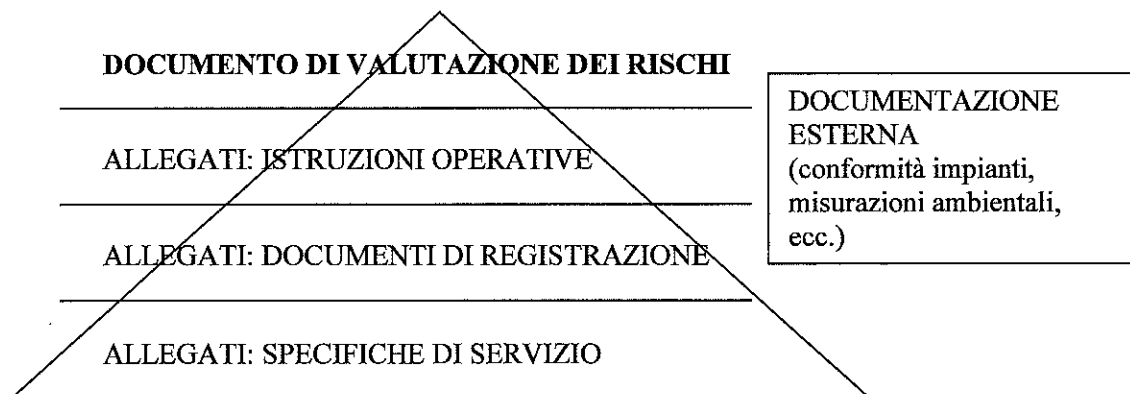 DOCUMENTO DI VALUTAZIONE DEI RISCHI
ALLEGATI: ISTRUZIONI OPERATIVE
ALLEGATI: DOCUMENTI DI REGISTRAZIONE
ALLEGATI: SPECIFICHE DI SERVIZIO
DOCUMENTAZIONE
ESTERNA
(conformità impianti,
misurazioni ambientali,
ecc.)